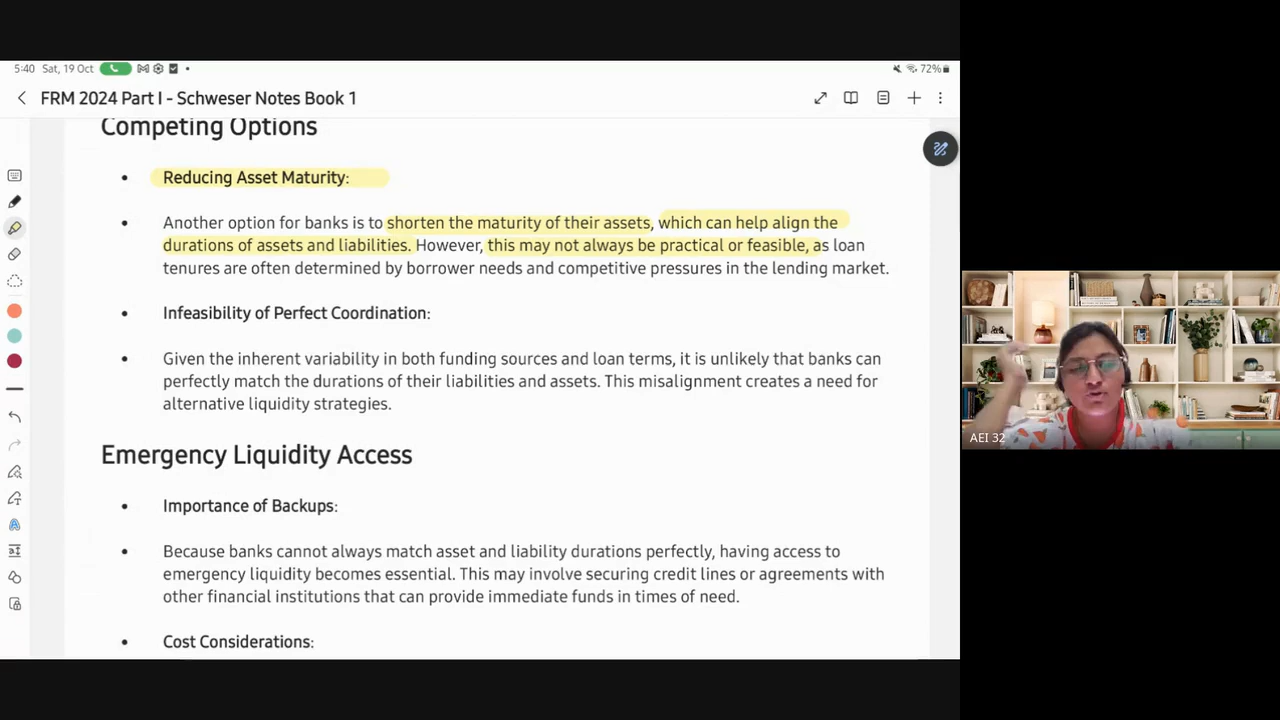 5:40 Sat, 19 Oct
72%
FRM 2024 Part I - Schweser Notes Book 1
Competing Options
• Reducing Asset Maturity:
• Another option for banks is to shorten the maturity of their assets, which can help align the
durations of assets and liabilities. However, this may not always be practical or feasible, as loan
tenures are often determined by borrower needs and competitive pressures in the lending market.
• Infeasibility of Perfect Coordination:
• Given the inherent variability in both funding sources and loan terms, it is unlikely that banks can
perfectly match the durations of their liabilities and assets. This misalignment creates a need for
alternative liquidity strategies.
Emergency Liquidity Access
• Importance of Backups:
• Because banks cannot always match asset and liability durations perfectly, having access to
emergency liquidity becomes essential. This may involve securing credit lines or agreements with
other financial institutions that can provide immediate funds in times of need.
• Cost Considerations:
AEI 32